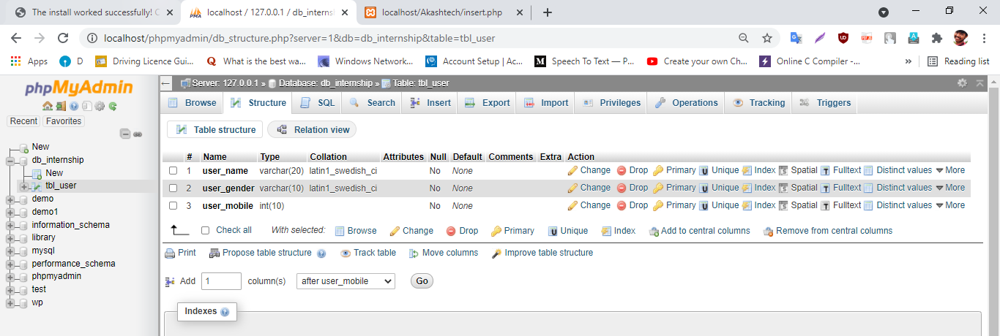 The install worked successfully! C
localhost / 127.0.0.1 / db_interns
localhost/Akashtech/insert.php
localhost/phpmyadmin/db_structure.php?server=1&db=db_internship&table=tbl_user
Apps D Driving Licence Gui... What is the best wa... Windows Network... Account Setup | Ac... Speech To Text — P... Create your own Ch... Online C Compiler -... » Reading list
phpMyAdmin
Recent Favorites
New
db_internship
New
tbl_user
demo
demo1
information_schema
library
mysql
performance_schema
phpmyadmin
test
wp
Server: 127.0.0.1 » Database: db_internship » Table: tbl_user
Browse Structure SQL Search Insert Export Import Privileges Operations Tracking Triggers
Table structure Relation view
# Name Type Collation Attributes Null Default Comments Extra Action
1 user_name varchar(20) latin1_swedish_ci No None Change Drop Primary Unique Index Spatial Fulltext Distinct values More
2 user_gender varchar(10) latin1_swedish_ci No None Change Drop Primary Unique Index Spatial Fulltext Distinct values More
3 user_mobile int(10) No None Change Drop Primary Unique Index Spatial Fulltext Distinct values More
Check all With selected: Browse Change Drop Primary Unique Index Add to central columns Remove from central columns
Print Propose table structure Track table Move columns Improve table structure
Add 1 column(s) after user_mobile Go
Indexes